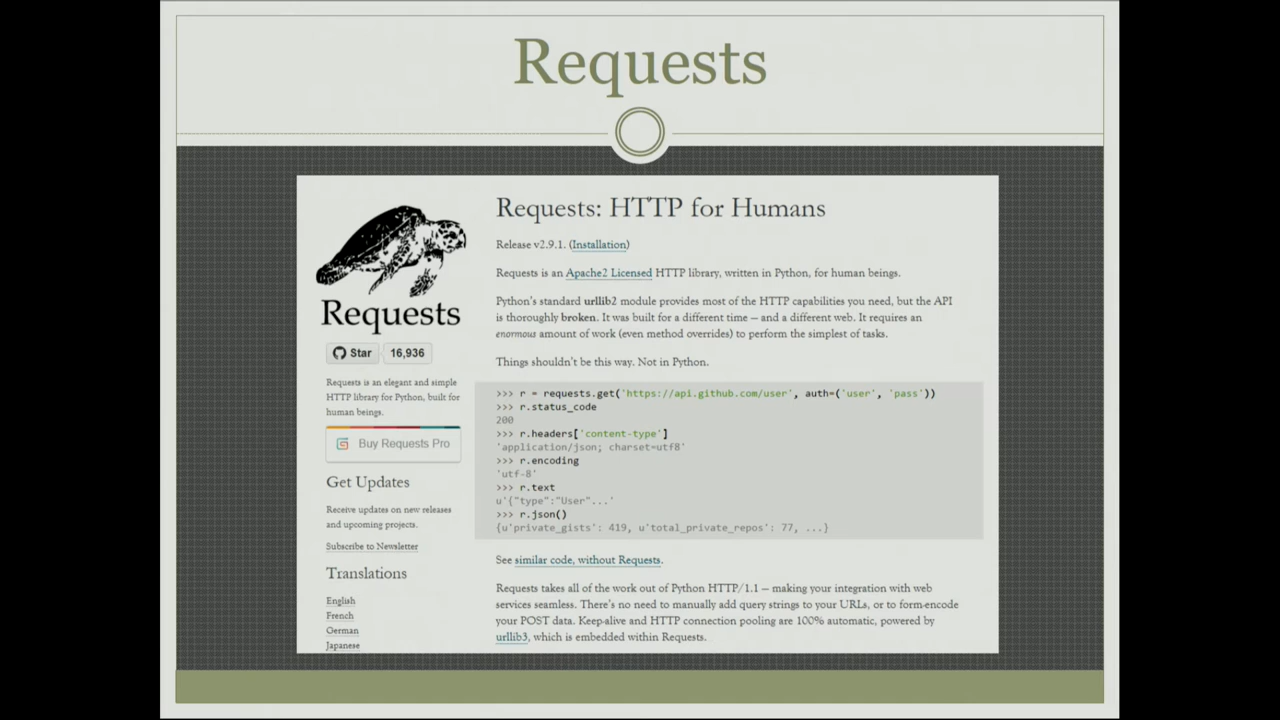 Requests
Requests
Star 16,936
Requests is an elegant and simple
HTTP library for Python, built for
human beings.
Buy Requests Pro
Get Updates
Receive updates on new releases
and upcoming projects.
Subscribe to Newsletter
Translations
English
French
German
Japanese
Requests: HTTP for Humans
Release v2.9.1. (Installation)
Requests is an Apache2 Licensed HTTP library, written in Python, for human beings.
Python's standard urllib2 module provides most of the HTTP capabilities you need, but the API
is thoroughly broken. It was built for a different time — and a different web. It requires an
enormous amount of work (even method overrides) to perform the simplest of tasks.
Things shouldn't be this way. Not in Python.
>>> r = requests.get('https://api.github.com/user', auth=('user', 'pass'))
>>> r.status_code
200
>>> r.headers['content-type']
'application/json; charset=utf8'
>>> r.encoding
'utf-8'
>>> r.text
u'{"type":"User"...'
>>> r.json()
{u'private_gists': 419, u'total_private_repos': 77, ...}
See similar code, without Requests.
Requests takes all of the work out of Python HTTP/1.1 — making your integration with web
services seamless. There's no need to manually add query strings to your URLs, or to form-encode
your POST data. Keep-alive and HTTP connection pooling are 100% automatic, powered by
urllib3, which is embedded within Requests.